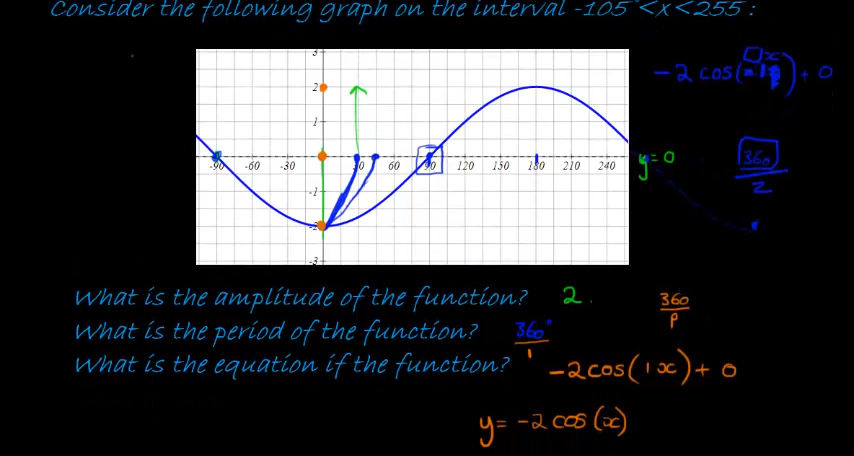 Consider the following graph on the interval -105°<x<255 :
3
2
1
-90 -60 -30 30 60 90 120 150 180 210 240
-1
-2
-3
-2 cos( x ) + 0
y=0
360
2
What is the amplitude of the function? 2.
360
P
What is the period of the function? 360°
1
What is the equation if the function? -2cos(1x)+ 0
y= -2 cos (x)